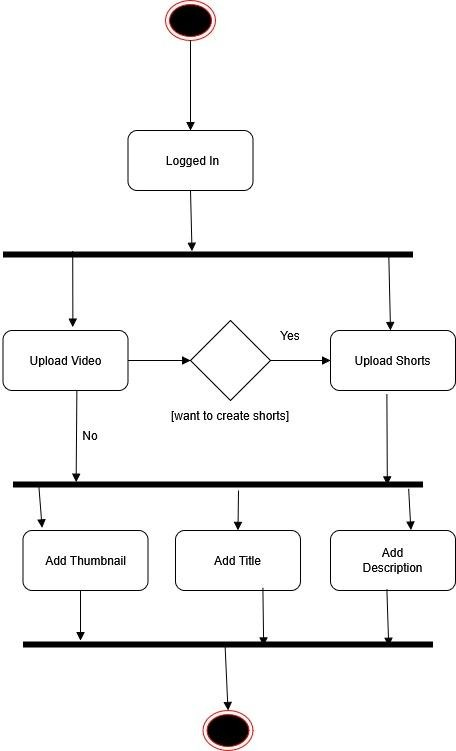 Logged In
Yes
Upload Video
Upload Shorts
[want to create shorts]
No
Add Thumbnail
Add Title
Add
Description